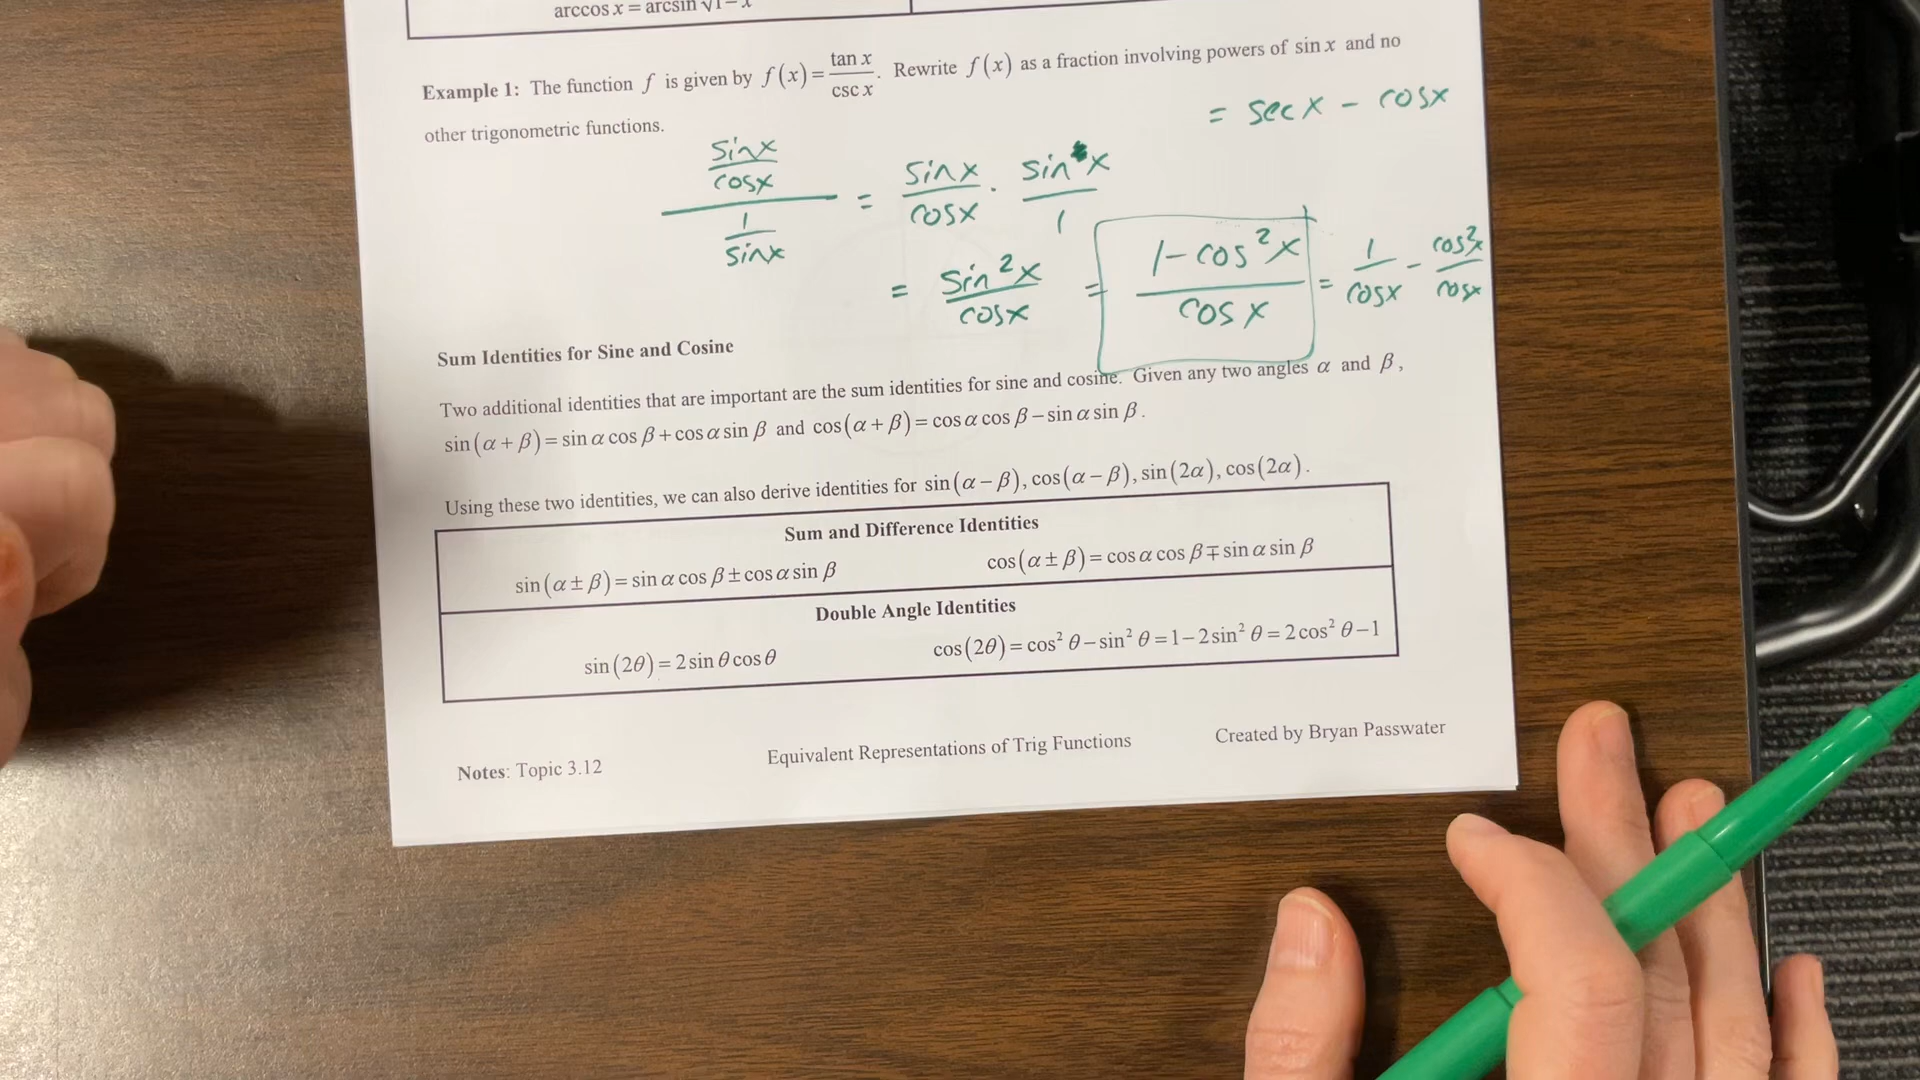 arccos x = arcsin √1 − x
Example 1: The function f is given by f(x) = tan x / csc x. Rewrite f(x) as a fraction involving powers of sin x and no
other trigonometric functions.
= sec x − cos x
(sin x / cos x) / (1 / sin x) = sin x / cos x · sin x / 1
= sin²x / cos x = (1 − cos²x) / cos x = 1 / cos x − cos²x / cos x
Sum Identities for Sine and Cosine
Two additional identities that are important are the sum identities for sine and cosine. Given any two angles α and β,
sin(α + β) = sin α cos β + cos α sin β and cos(α + β) = cos α cos β − sin α sin β.
Using these two identities, we can also derive identities for sin(α − β), cos(α − β), sin(2α), cos(2α).
Sum and Difference Identities
sin(α ± β) = sin α cos β ± cos α sin β cos(α ± β) = cos α cos β ∓ sin α sin β
Double Angle Identities
sin(2θ) = 2 sin θ cos θ cos(2θ) = cos² θ − sin² θ = 1 − 2 sin² θ = 2 cos² θ − 1
Notes: Topic 3.12 Equivalent Representations of Trig Functions Created by Bryan Passwater